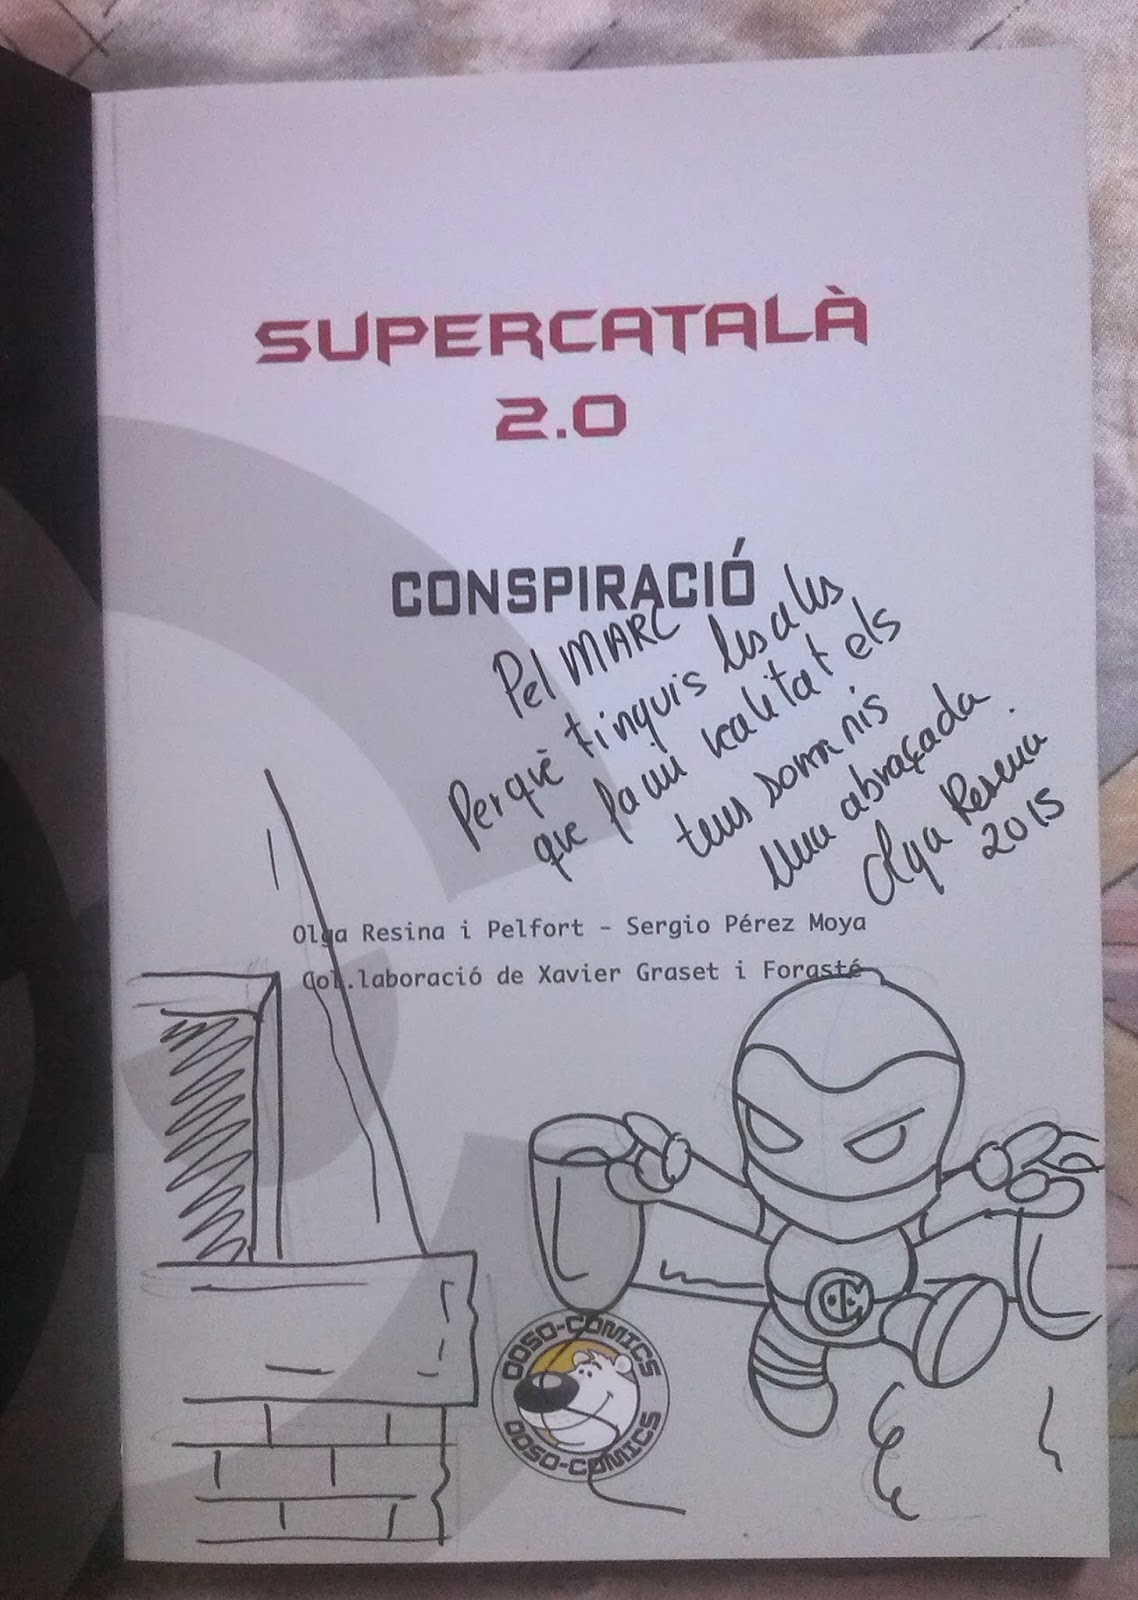 SUPERCATALÀ
2.0
CONSPIRACIÓ
Pel MARC
Perquè tinguis les ales
que facin realitat els
teus somnis
Una abraçada.
Olga Resina
2015
Olga Resina i Pelfort - Sergio Pérez Moya
Col.laboració de Xavier Graset i Forasté
OOSO-COMICS
OOSO-COMICS